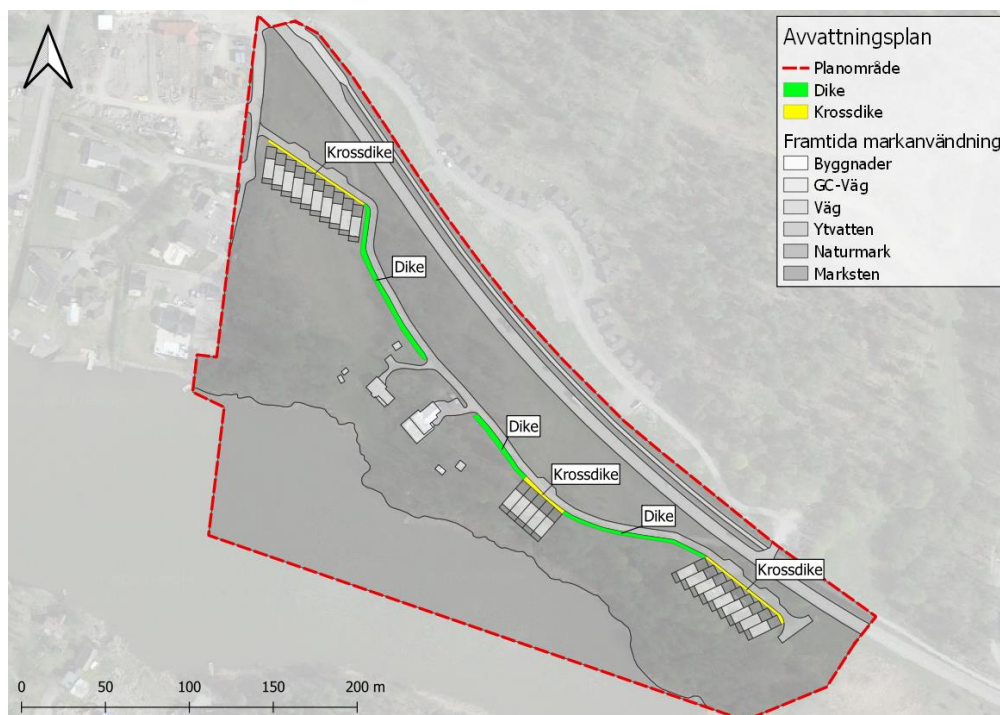 Avvattningsplan
Planområde
Dike
Krossdike
Framtida markanvändning
Byggnader
GC-Väg
Väg
Ytvatten
Naturmark
Marksten
Krossdike
Dike
Dike
Krossdike
Dike
Krossdike
0 50 100 150 200 m